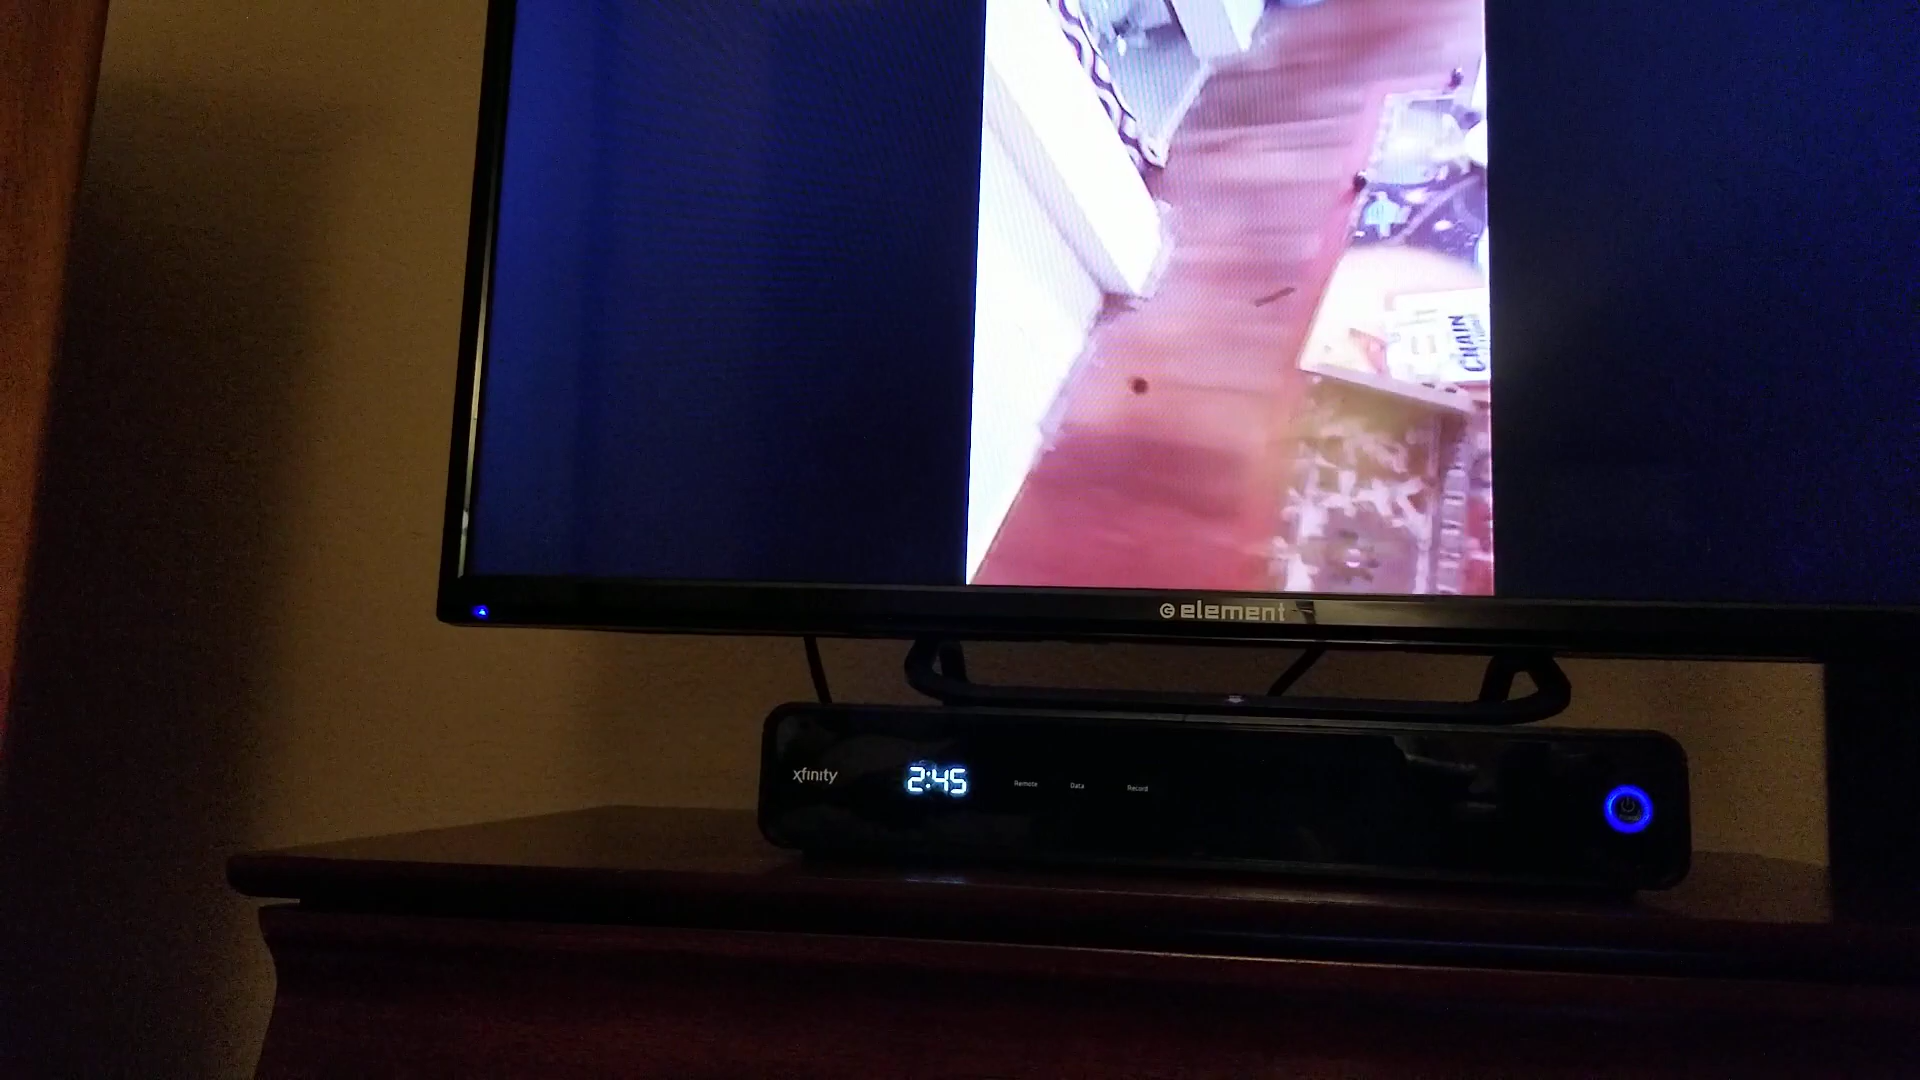 CHAIN
element
xfinity
2:45
Remote
Data
Record